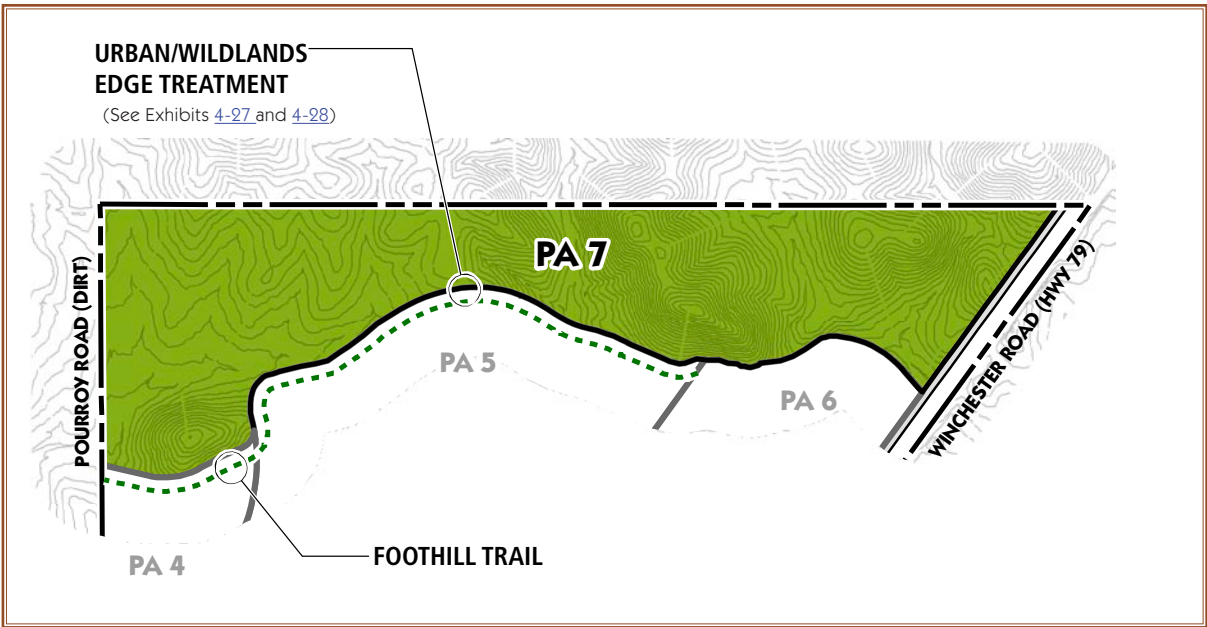 URBAN/WILDLANDS
EDGE TREATMENT
(See Exhibits 4-27 and 4-28)
PA 7
POURROY ROAD (DIRT)
WINCHESTER ROAD (HWY 79)
PA 5
PA 6
FOOTHILL TRAIL
PA 4